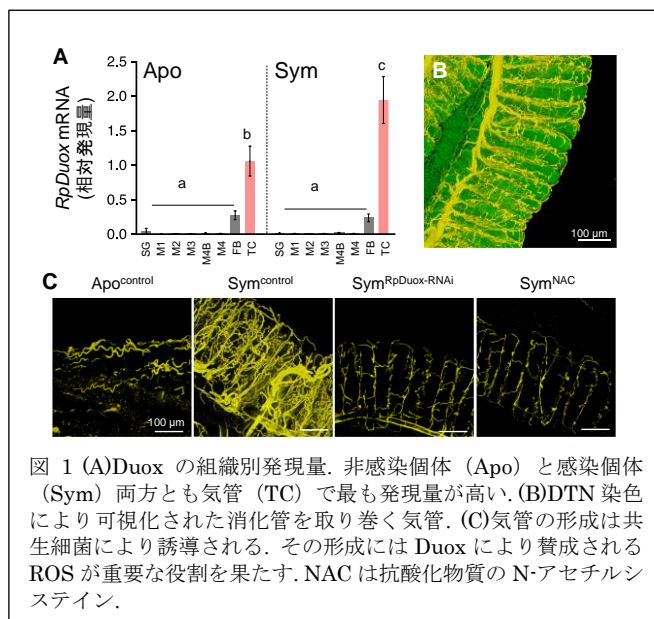 A
Apo
Sym
c
B
2.5
2.0
1.5
1.0
0.5
0.0
RpDuox mRNA
(相対発現量)
b
a
a
SG
M1
M2
M3
M4B
M4
FB
TC
SG
M1
M2
M3
M4B
M4
FB
TC
100 μm
C
Apocontrol
Symcontrol
SymRpDuox-RNAi
SymNAC
100 μm
図 1 (A)Duox の組織別発現量. 非感染個体（Apo）と感染個体
（Sym）両方とも気管（TC）で最も発現量が高い. (B)DTN 染色
により可視化された消化管を取り巻く気管. (C)気管の形成は共
生細菌により誘導される. その形成には Duox により賛成される
ROS が重要な役割を果たす. NAC は抗酸化物質の N-アセチルシ
ステイン.